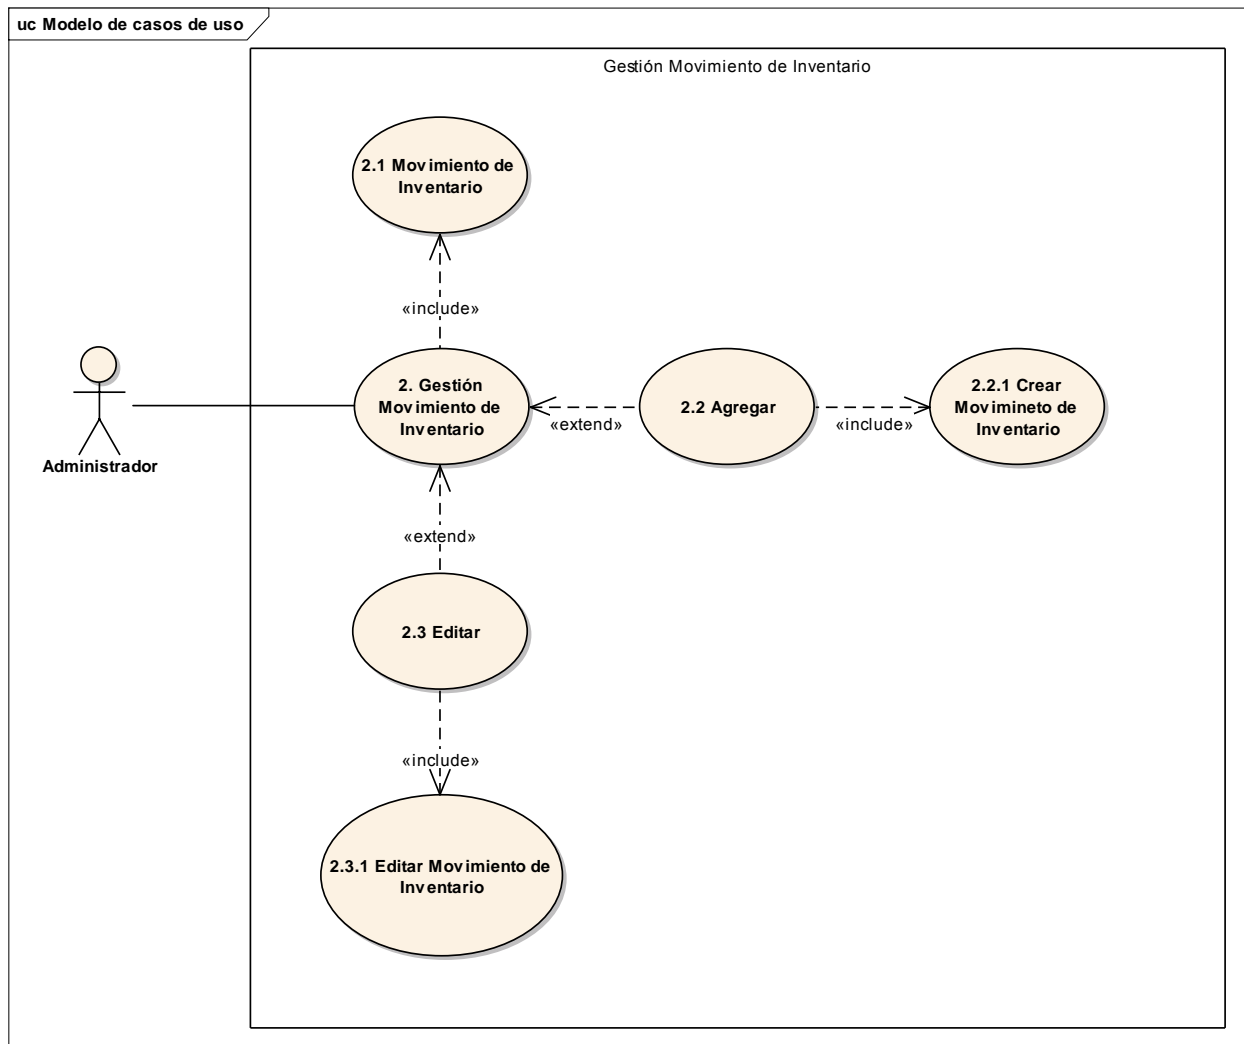 uc Modelo de casos de uso
Gestión Movimiento de Inventario
2.1 Movimiento de
Inventario
«include»
2. Gestión
Movimiento de
Inventario
«extend»
2.2 Agregar
«include»
2.2.1 Crear
Movimineto de
Inventario
Administrador
«extend»
2.3 Editar
«include»
2.3.1 Editar Movimiento de
Inventario